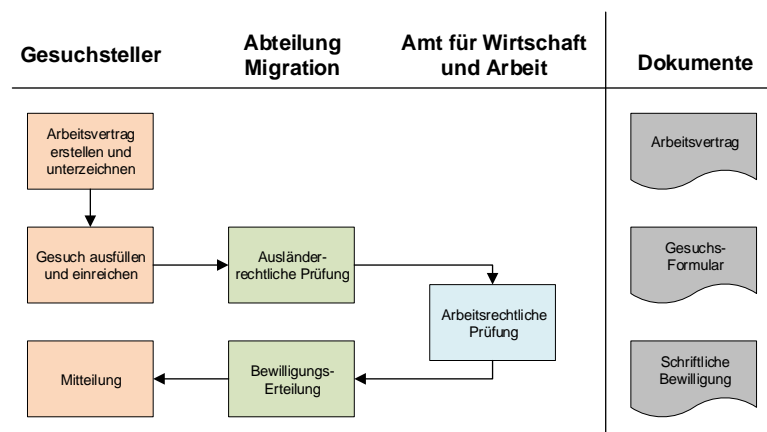 Gesuchsteller
Abteilung
Migration
Amt für Wirtschaft
und Arbeit
Dokumente
Arbeitsvertrag
erstellen und
unterzeichnen
Arbeitsvertrag
Gesuch ausfüllen
und einreichen
Ausländer-
rechtliche Prüfung
Gesuchs-
Formular
Arbeitsrechtliche
Prüfung
Mitteilung
Bewilligungs-
Erteilung
Schriftliche
Bewilligung